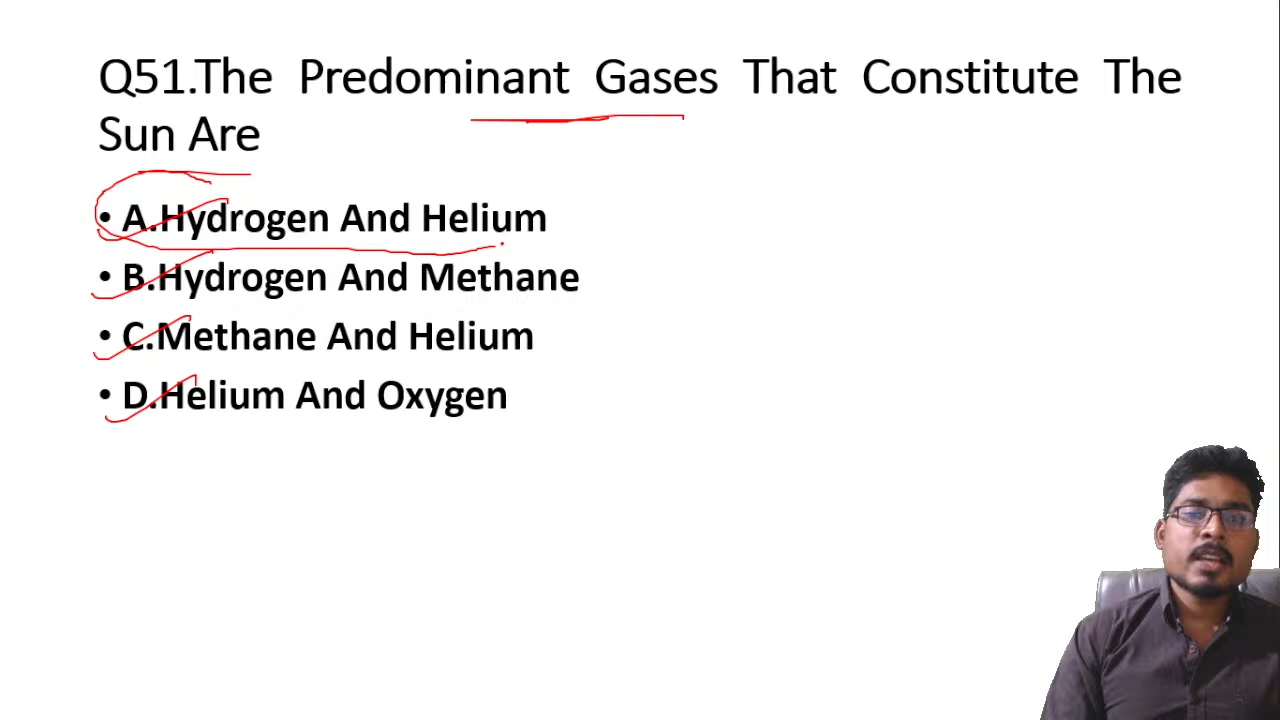 Q51.The Predominant Gases That Constitute The
Sun Are
• A.Hydrogen And Helium
• B.Hydrogen And Methane
• C.Methane And Helium
• D.Helium And Oxygen